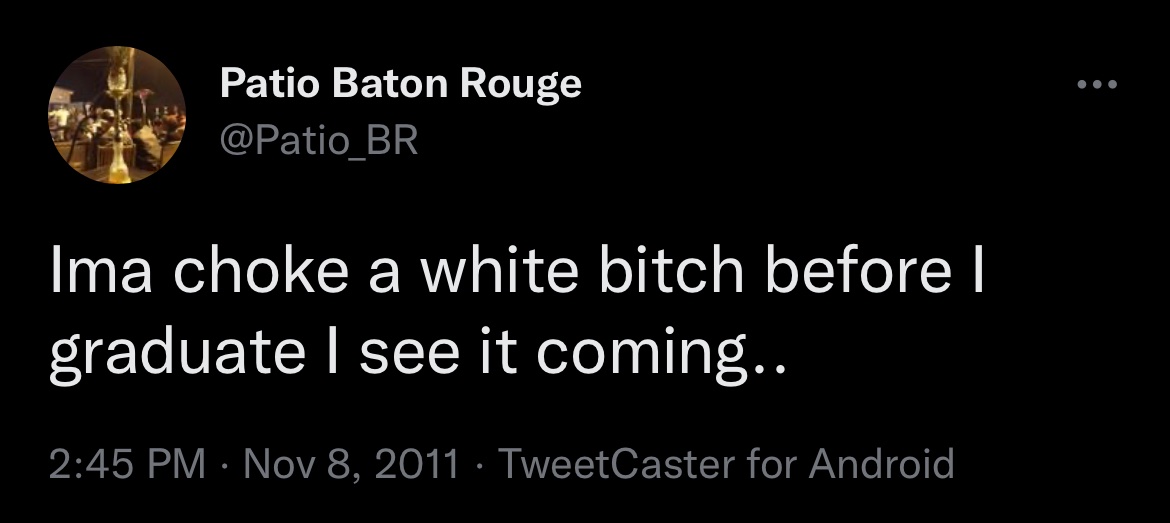 Patio Baton Rouge
@Patio_BR
Ima choke a white bitch before I
graduate I see it coming..
2:45 PM · Nov 8, 2011 · TweetCaster for Android